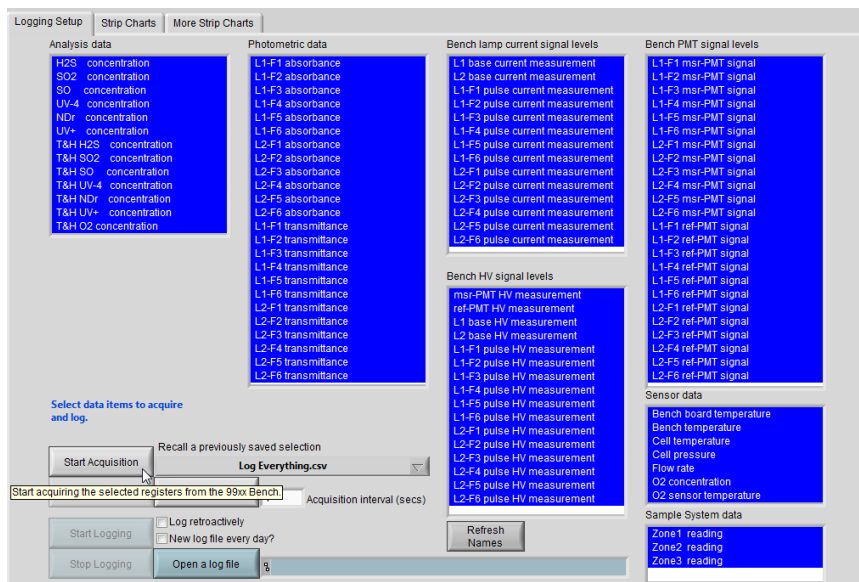 Logging Setup
Strip Charts
More Strip Charts
Analysis data
H2S concentration
SO2 concentration
SO concentration
UV-4 concentration
NDr concentration
UV+ concentration
T&H H2S concentration
T&H SO2 concentration
T&H SO concentration
T&H UV-4 concentration
T&H NDr concentration
T&H UV+ concentration
T&H O2 concentration
Photometric data
L1-F1 absorbance
L1-F2 absorbance
L1-F3 absorbance
L1-F4 absorbance
L1-F5 absorbance
L1-F6 absorbance
L2-F1 absorbance
L2-F2 absorbance
L2-F3 absorbance
L2-F4 absorbance
L2-F5 absorbance
L2-F6 absorbance
L1-F1 transmittance
L1-F2 transmittance
L1-F3 transmittance
L1-F4 transmittance
L1-F5 transmittance
L1-F6 transmittance
L2-F1 transmittance
L2-F2 transmittance
L2-F3 transmittance
L2-F4 transmittance
L2-F5 transmittance
L2-F6 transmittance
Bench lamp current signal levels
L1 base current measurement
L2 base current measurement
L1-F1 pulse current measurement
L1-F2 pulse current measurement
L1-F3 pulse current measurement
L1-F4 pulse current measurement
L1-F5 pulse current measurement
L1-F6 pulse current measurement
L2-F1 pulse current measurement
L2-F2 pulse current measurement
L2-F3 pulse current measurement
L2-F4 pulse current measurement
L2-F5 pulse current measurement
L2-F6 pulse current measurement
Bench HV signal levels
msr-PMT HV measurement
ref-PMT HV measurement
L1 base HV measurement
L2 base HV measurement
L1-F1 pulse HV measurement
L1-F2 pulse HV measurement
L1-F3 pulse HV measurement
L1-F4 pulse HV measurement
L1-F5 pulse HV measurement
L1-F6 pulse HV measurement
L2-F1 pulse HV measurement
L2-F2 pulse HV measurement
L2-F3 pulse HV measurement
L2-F4 pulse HV measurement
L2-F5 pulse HV measurement
L2-F6 pulse HV measurement
Refresh
Names
Bench PMT signal levels
L1-F1 msr-PMT signal
L1-F2 msr-PMT signal
L1-F3 msr-PMT signal
L1-F4 msr-PMT signal
L1-F5 msr-PMT signal
L1-F6 msr-PMT signal
L2-F1 msr-PMT signal
L2-F2 msr-PMT signal
L2-F3 msr-PMT signal
L2-F4 msr-PMT signal
L2-F5 msr-PMT signal
L2-F6 msr-PMT signal
L1-F1 ref-PMT signal
L1-F2 ref-PMT signal
L1-F3 ref-PMT signal
L1-F4 ref-PMT signal
L1-F5 ref-PMT signal
L1-F6 ref-PMT signal
L2-F1 ref-PMT signal
L2-F2 ref-PMT signal
L2-F3 ref-PMT signal
L2-F4 ref-PMT signal
L2-F5 ref-PMT signal
L2-F6 ref-PMT signal
Sensor data
Bench board temperature
Bench temperature
Cell temperature
Cell pressure
Flow rate
O2 concentration
O2 sensor temperature
Sample System data
Zone1 reading
Zone2 reading
Zone3 reading
Select data items to acquire
and log.
Recall a previously saved selection
Start Acquisition
Log Everything.csv
Start acquiring the selected registers from the 99xx Bench.
Acquisition interval (secs)
Start Logging
Log retroactively
New log file every day?
Stop Logging
Open a log file